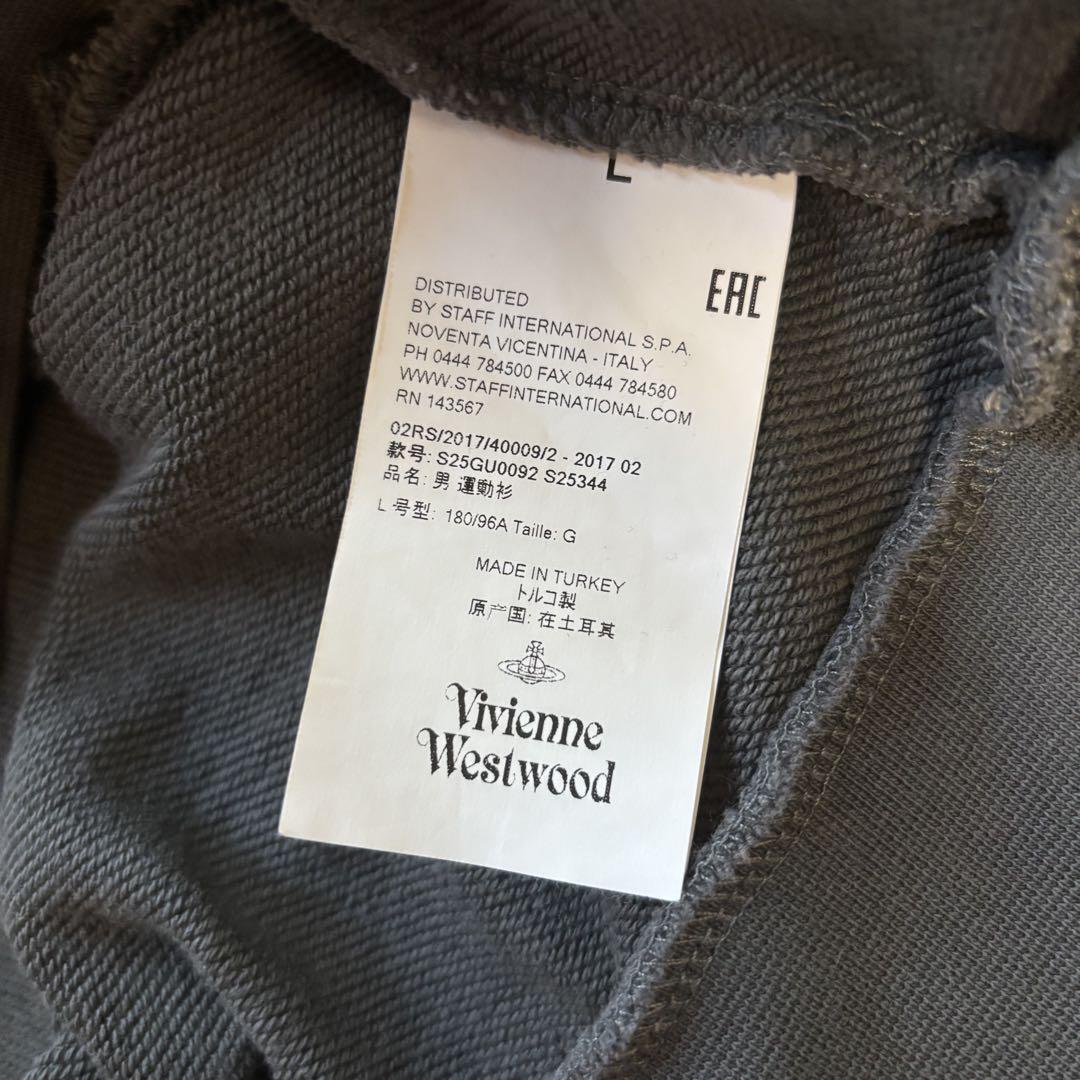 L
EAC
DISTRIBUTED
BY STAFF INTERNATIONAL S.P.A.
NOVENTA VICENTINA - ITALY
PH 0444 784500 FAX 0444 784580
WWW.STAFFINTERNATIONAL.COM
RN 143567
02RS/2017/40009/2 - 2017 02
款号: S25GU0092 S25344
品名: 男 運動衫
L 号型: 180/96A Taille: G
MADE IN TURKEY
トルコ製
原产国: 在土耳其
Vivienne
Westwood